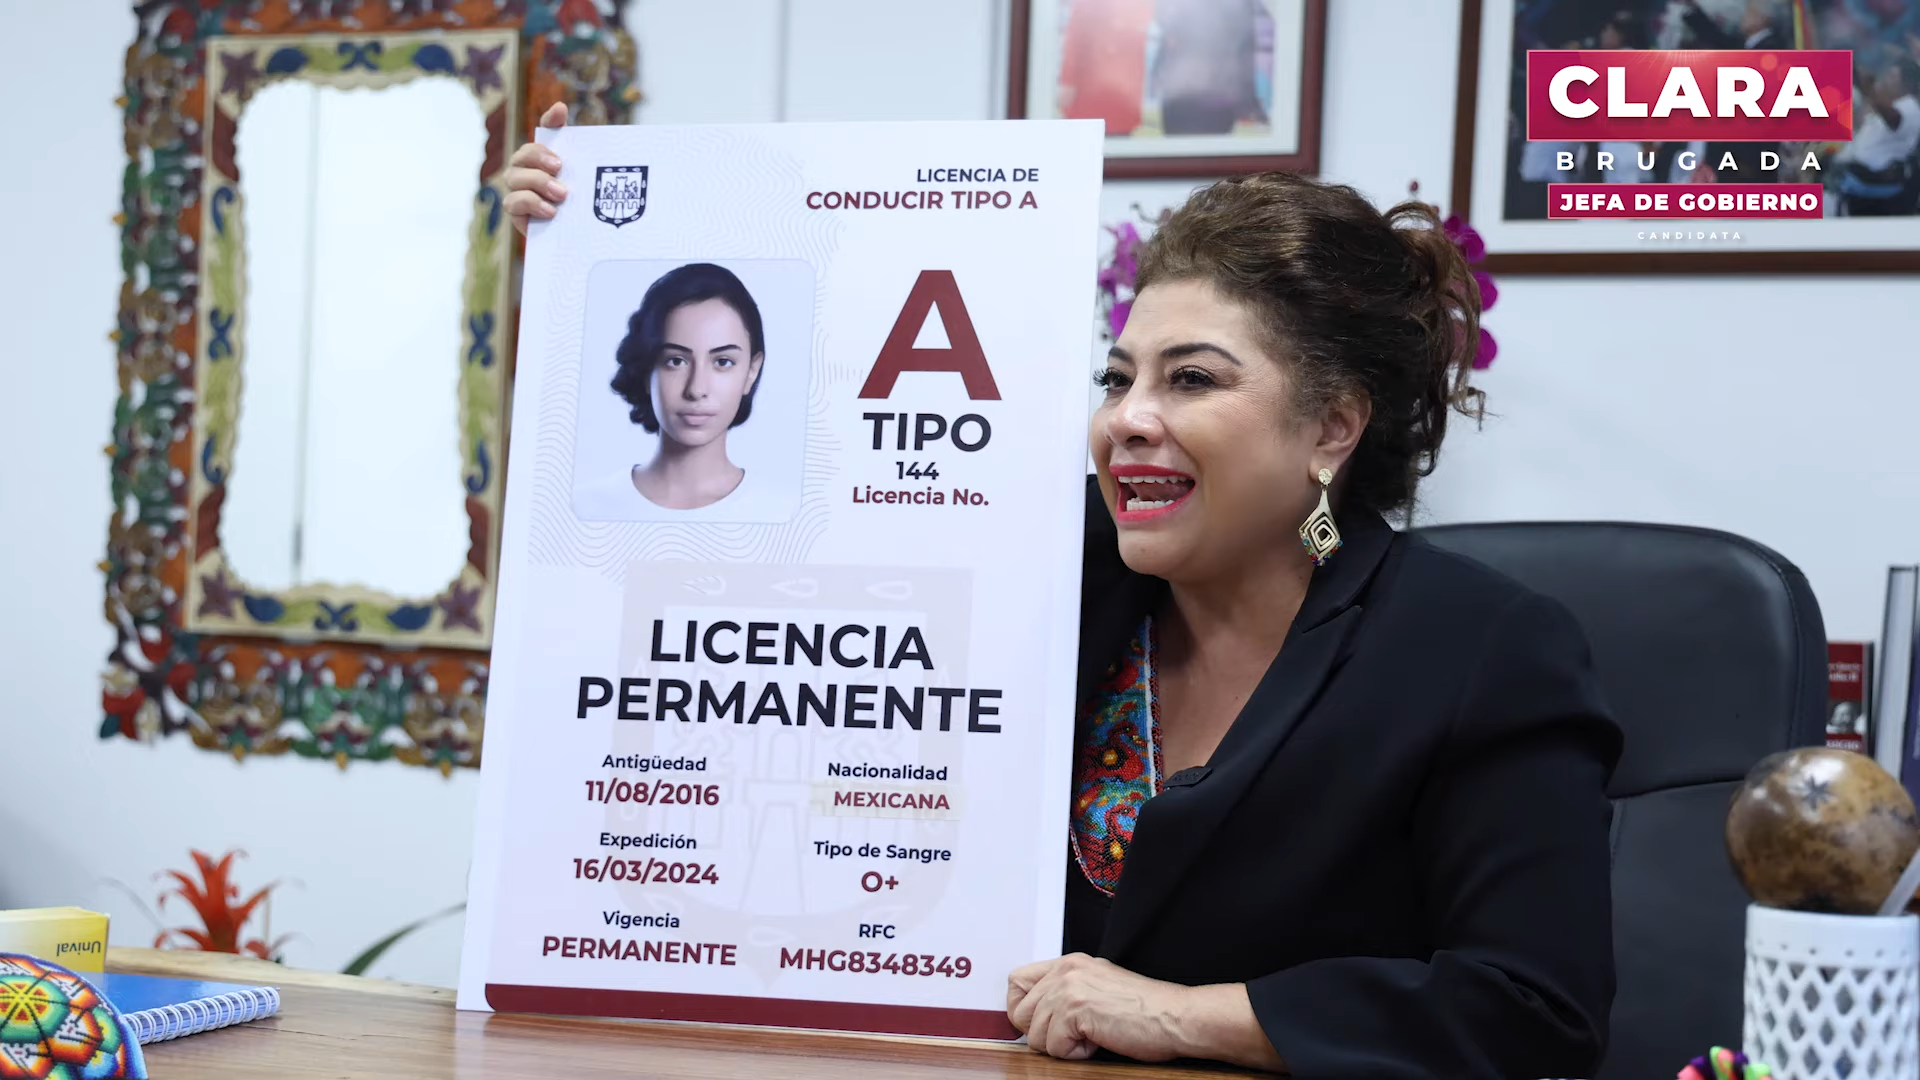 CLARA
BRUGADA
JEFA DE GOBIERNO
CANDIDATA
LICENCIA DE
CONDUCIR TIPO A
A
TIPO
144
Licencia No.
LICENCIA
PERMANENTE
Antigüedad
11/08/2016
Nacionalidad
MEXICANA
Expedición
16/03/2024
Tipo de Sangre
O+
Vigencia
PERMANENTE
RFC
MHG8348349
Unival